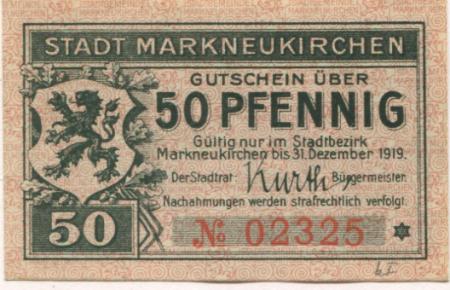 STADT MARKNEUKIRCHEN
GUTSCHEIN ÜBER
50 PFENNIG
Gültig nur im Stadtbezirk
Markneukirchen bis 31. Dezember 1919.
Der Stadtrat: Kurth Bürgermeister.
Nachahmungen werden strafrechtlich verfolgt.
50
№ 02325